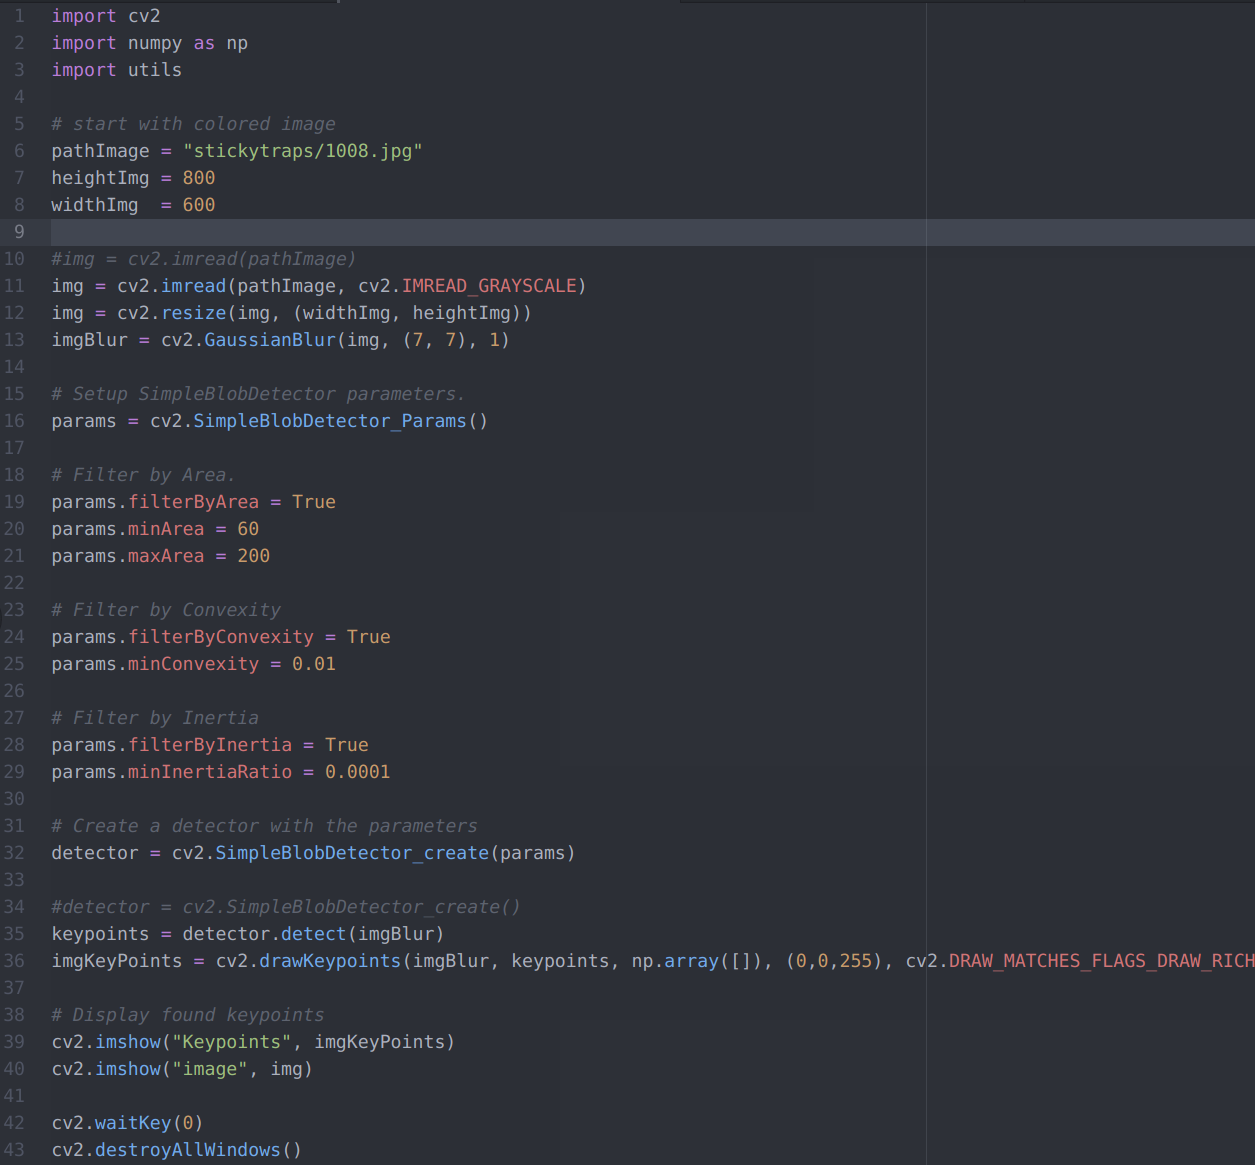 1 import cv2
2 import numpy as np
3 import utils
4
5 # start with colored image
6 pathImage = "stickytraps/1008.jpg"
7 heightImg = 800
8 widthImg  = 600
9
10 #img = cv2.imread(pathImage)
11 img = cv2.imread(pathImage, cv2.IMREAD_GRAYSCALE)
12 img = cv2.resize(img, (widthImg, heightImg))
13 imgBlur = cv2.GaussianBlur(img, (7, 7), 1)
14
15 # Setup SimpleBlobDetector parameters.
16 params = cv2.SimpleBlobDetector_Params()
17
18 # Filter by Area.
19 params.filterByArea = True
20 params.minArea = 60
21 params.maxArea = 200
22
23 # Filter by Convexity
24 params.filterByConvexity = True
25 params.minConvexity = 0.01
26
27 # Filter by Inertia
28 params.filterByInertia = True
29 params.minInertiaRatio = 0.0001
30
31 # Create a detector with the parameters
32 detector = cv2.SimpleBlobDetector_create(params)
33
34 #detector = cv2.SimpleBlobDetector_create()
35 keypoints = detector.detect(imgBlur)
36 imgKeyPoints = cv2.drawKeypoints(imgBlur, keypoints, np.array([]), (0,0,255), cv2.DRAW_MATCHES_FLAGS_DRAW_RICH
37
38 # Display found keypoints
39 cv2.imshow("Keypoints", imgKeyPoints)
40 cv2.imshow("image", img)
41
42 cv2.waitKey(0)
43 cv2.destroyAllWindows()